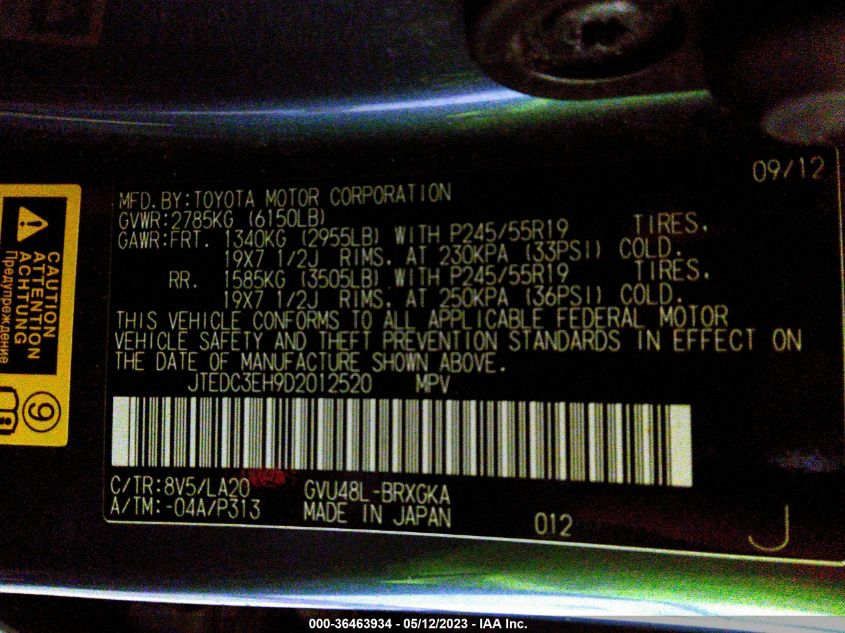 09/12
MFD.BY:TOYOTA MOTOR CORPORATION
GVWR:2785KG (6150LB)
GAWR:FRT. 1340KG (2955LB) WITH P245/55R19 TIRES,
19X7 1/2J RIMS, AT 230KPA (33PSI) COLD.
RR. 1585KG (3505LB) WITH P245/55R19 TIRES,
19X7 1/2J RIMS, AT 250KPA (36PSI) COLD.
THIS VEHICLE CONFORMS TO ALL APPLICABLE FEDERAL MOTOR
VEHICLE SAFETY AND THEFT PREVENTION STANDARDS IN EFFECT ON
THE DATE OF MANUFACTURE SHOWN ABOVE.
JTEDC3EH9D2012520 MPV
C/TR:8V5/LA20 GVU48L-BRXGKA
A/TM:-04A/P313 MADE IN JAPAN 012 J
CAUTION
ATTENTION
ACHTUNG
Предупреждение
9
000-36463934 - 05/12/2023 - IAA Inc.